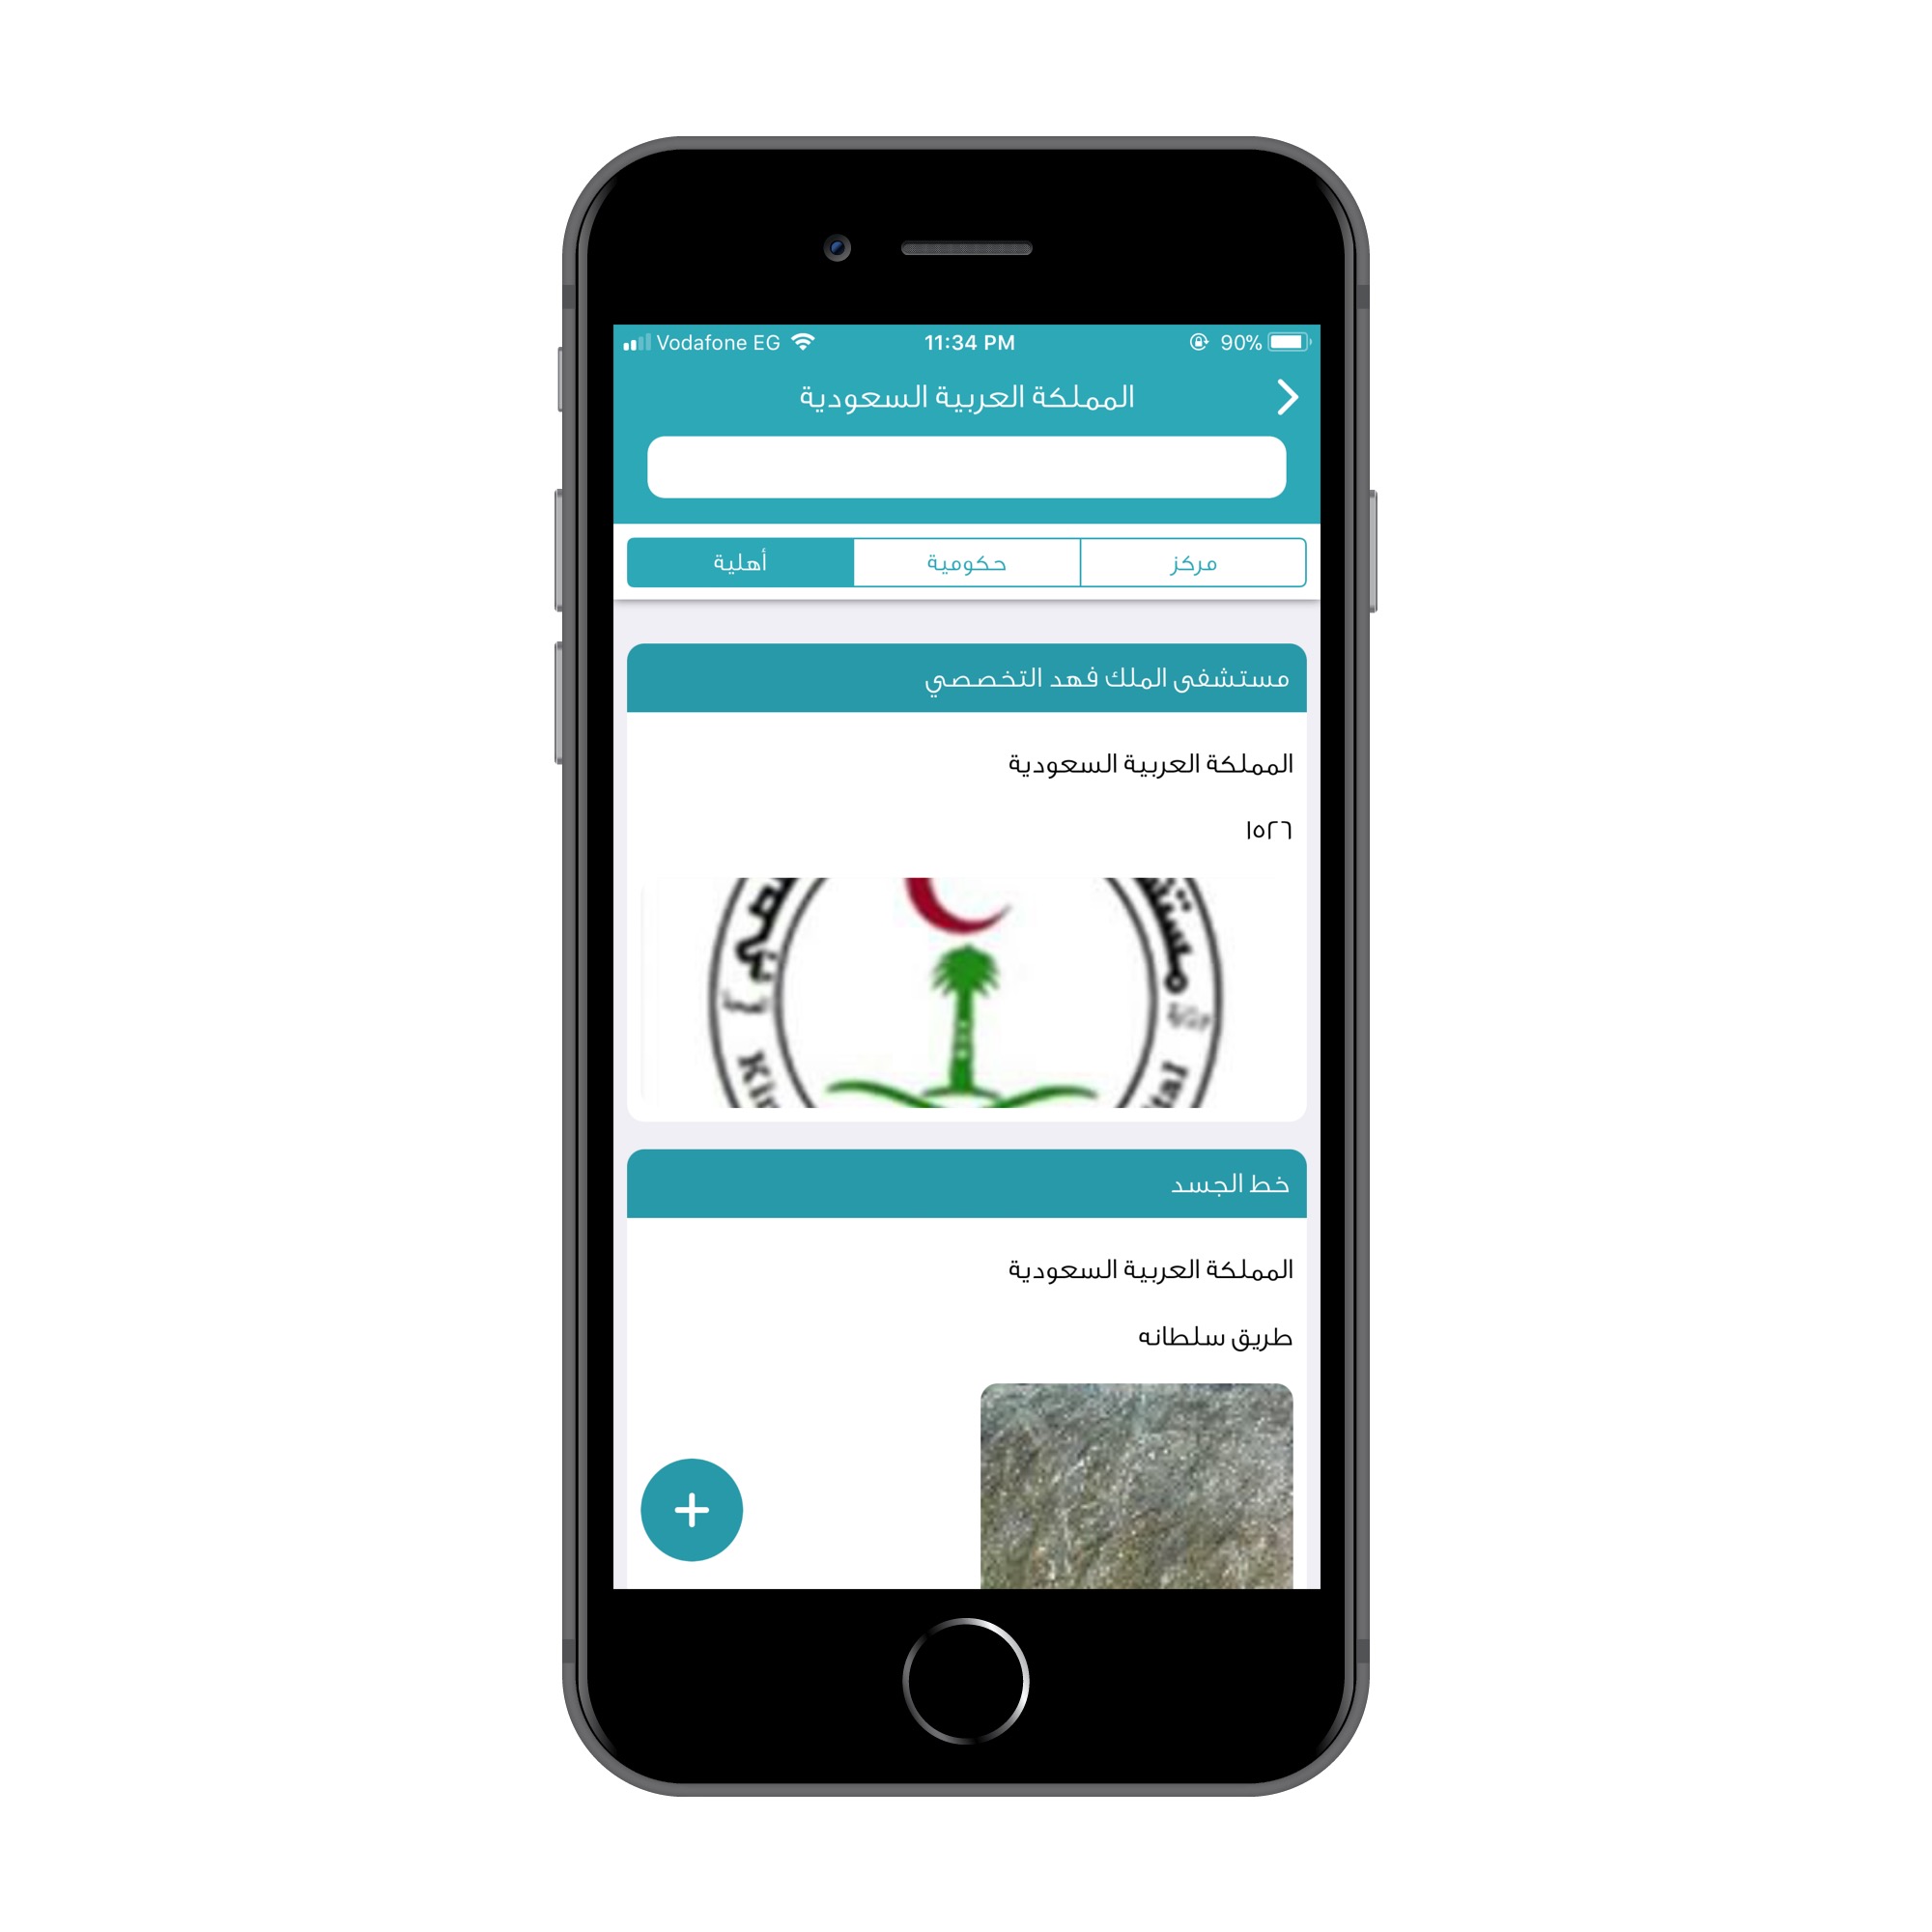 Vodafone EG 11:34 PM 90%
المملكة العربية السعودية
مركز حكومية أهلية
مستشفى الملك فهد التخصصي
المملكة العربية السعودية
١٥٢٦
خط الجسد
المملكة العربية السعودية
طريق سلطانه